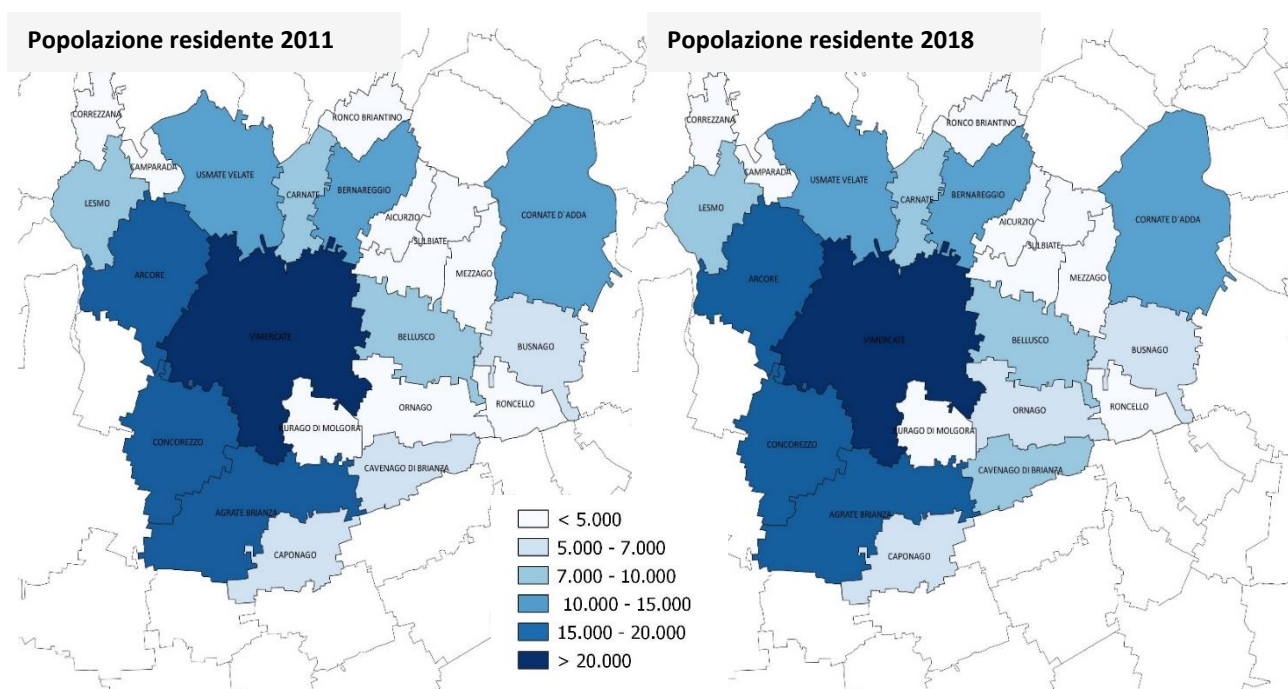 Popolazione residente 2011
CORREZZANA
RONCO BRIANTINO
CAMPARADA
USMATE VELATE
LESMO
CARNATE
BERNAREGGIO
AICURZIO
CORNATE D'ADDA
SULBIATE
ARCORE
MEZZAGO
VIMERCATE
BELLUSCO
BUSNAGO
RONCELLO
ORNAGO
BURAGO DI MOLGORA
CONCOREZZO
CAVENAGO DI BRIANZA
AGRATE BRIANZA
CAPONAGO
< 5.000
5.000 - 7.000
7.000 - 10.000
10.000 - 15.000
15.000 - 20.000
> 20.000
Popolazione residente 2018
CORREZZANA
RONCO BRIANTINO
CAMPARADA
USMATE VELATE
LESMO
CARNATE
BERNAREGGIO
AICURZIO
CORNATE D'ADDA
SULBIATE
ARCORE
MEZZAGO
VIMERCATE
BELLUSCO
BUSNAGO
RONCELLO
ORNAGO
BURAGO DI MOLGORA
CONCOREZZO
CAVENAGO DI BRIANZA
AGRATE BRIANZA
CAPONAGO